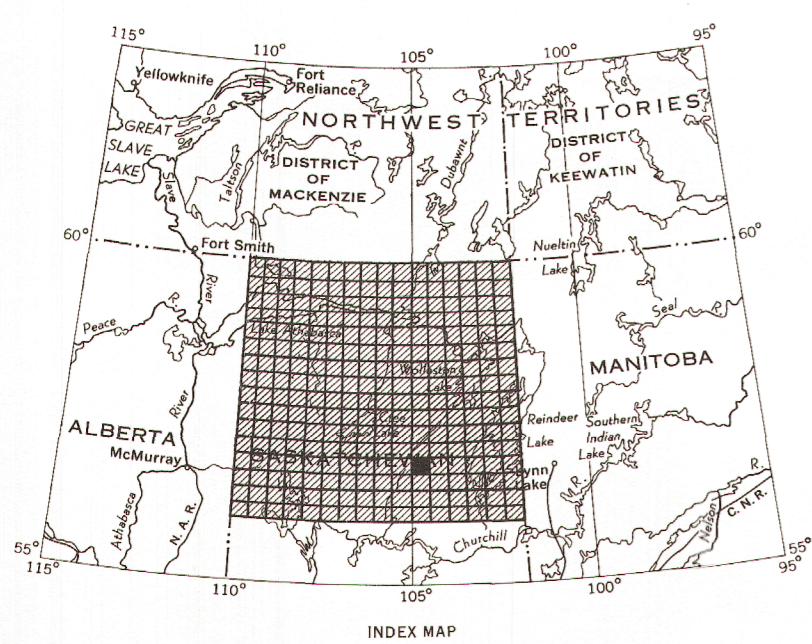 115°
110°
105°
100°
95°
Yellowknife
Fort
Reliance
R.
NORTHWEST TERRITORIES
GREAT
SLAVE
LAKE
Slave
Taltson
R.
DISTRICT
OF
MACKENZIE
Dubawnt
DISTRICT
OF
KEEWATIN
60°
Fort Smith
60°
Nueltin
Lake
River
R.
Peace
Lake Athabasca
Seal R.
Wollaston
Lake
MANITOBA
River
Cree
Lake
Reindeer
Lake
Southern
Indian
Lake
ALBERTA
McMurray
SASKATCHEWAN
Lynn
Lake
R.
R.
Athabasca
N. A. R.
Churchill
Nelson
C. N. R.
55°
115°
110°
105°
100°
55°
95°
INDEX MAP